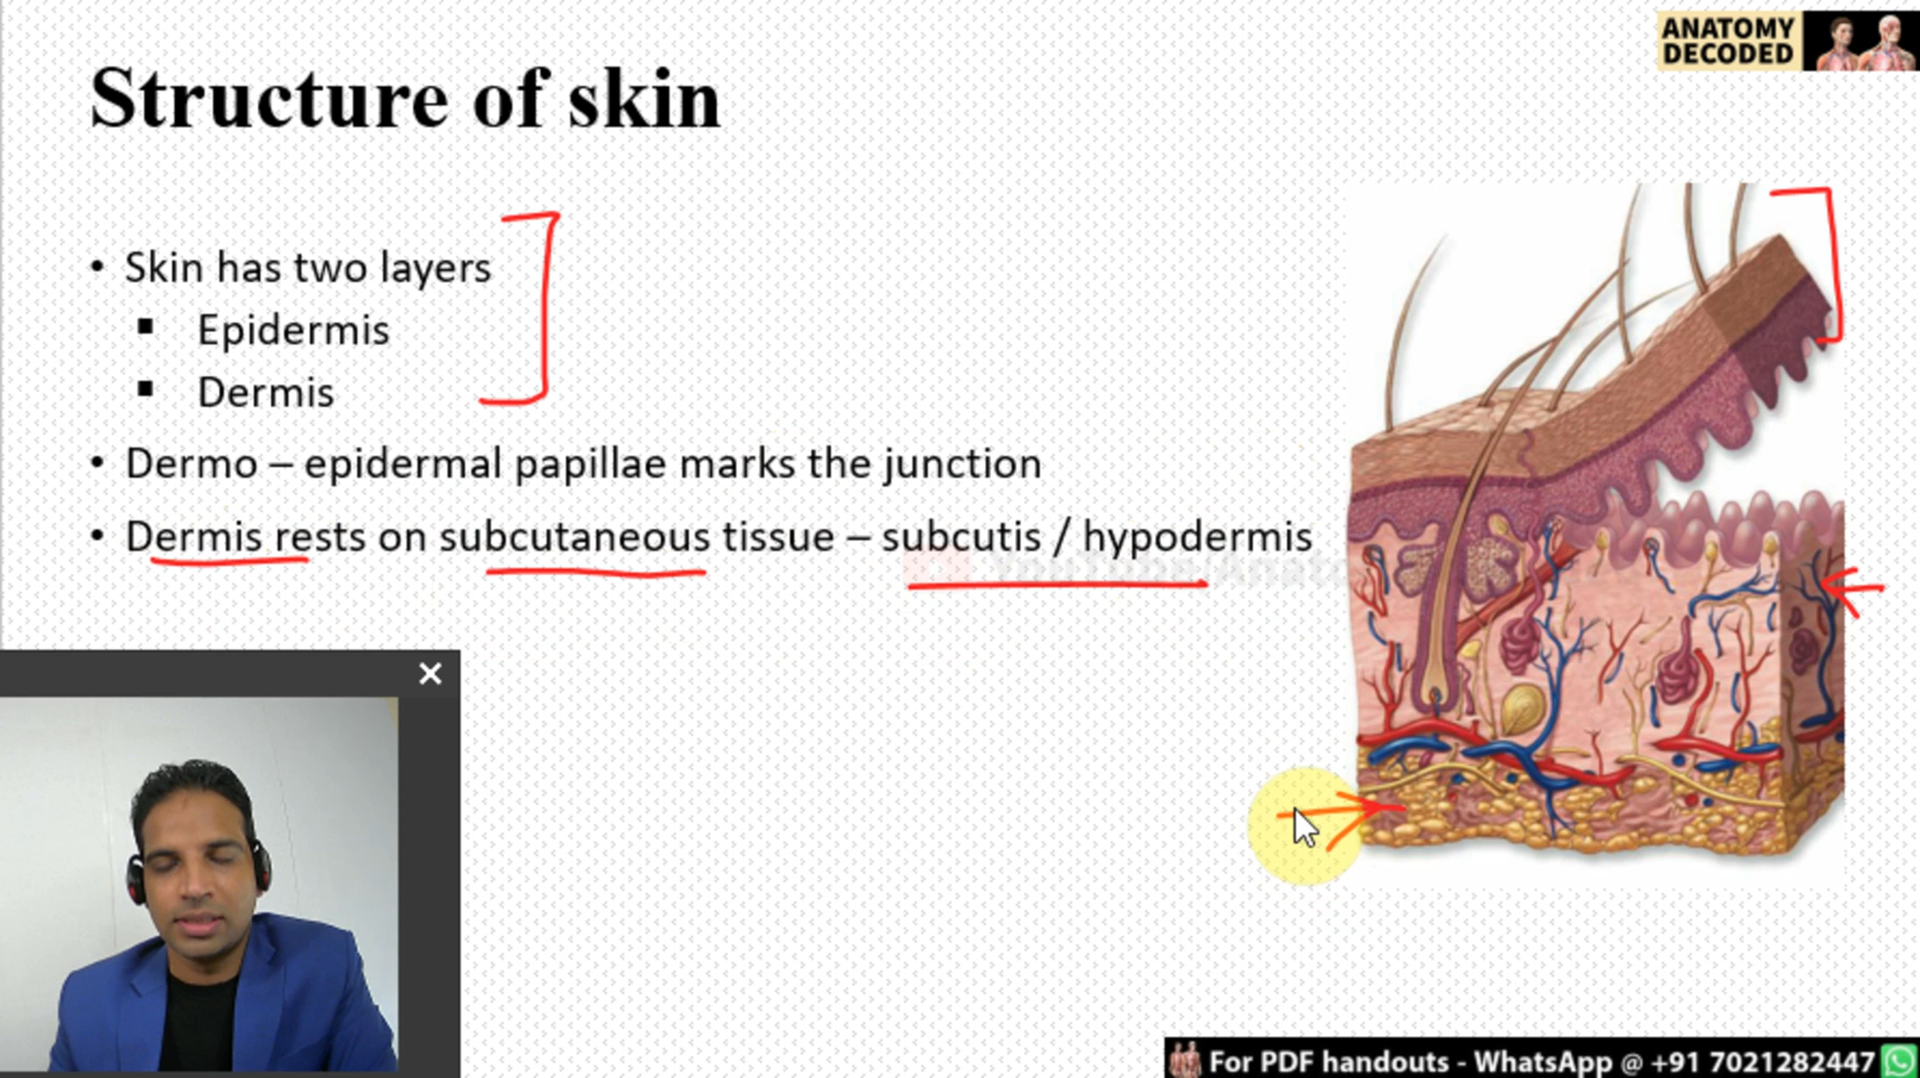 ANATOMY
DECODED
Structure of skin
• Skin has two layers
▪ Epidermis
▪ Dermis
• Dermo – epidermal papillae marks the junction
• Dermis rests on subcutaneous tissue – subcutis / hypodermis
For PDF handouts - WhatsApp @ +91 7021282447